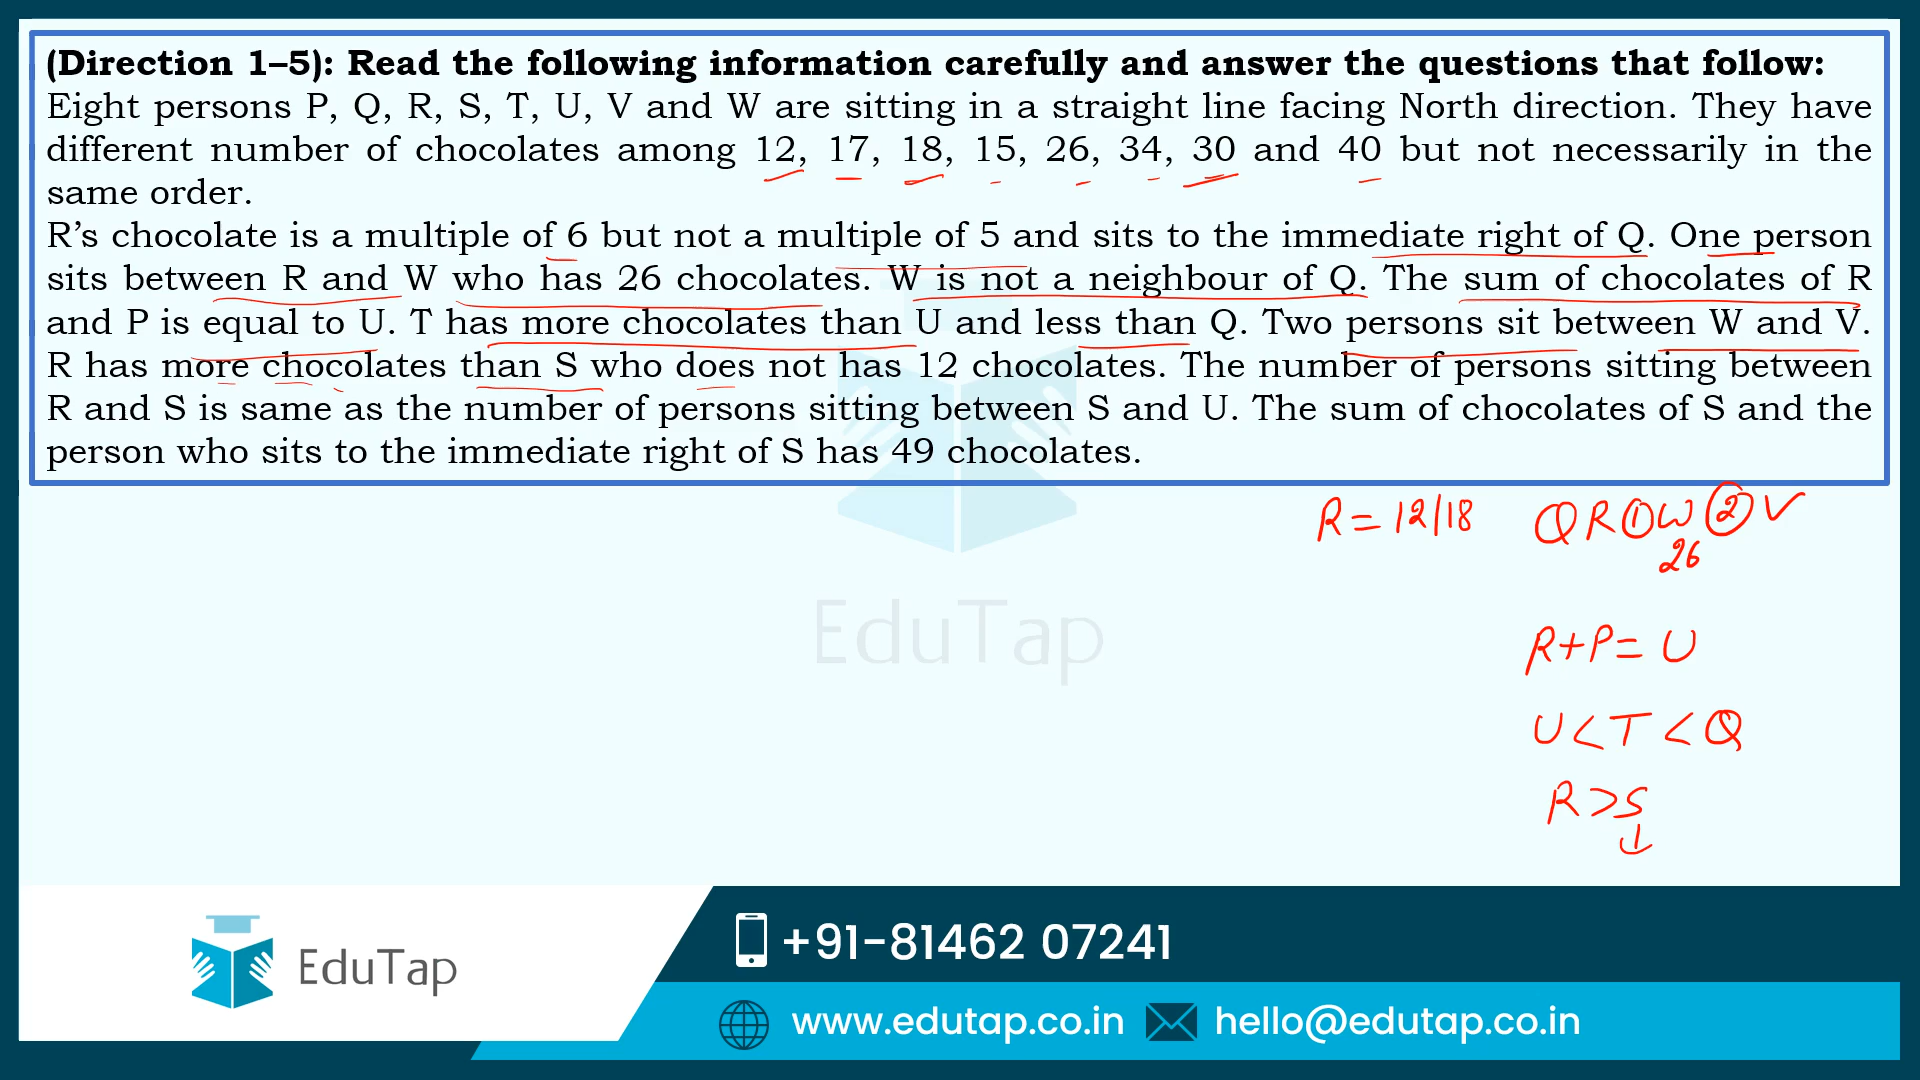 (Direction 1–5): Read the following information carefully and answer the questions that follow:
Eight persons P, Q, R, S, T, U, V and W are sitting in a straight line facing North direction. They have
different number of chocolates among 12, 17, 18, 15, 26, 34, 30 and 40 but not necessarily in the
same order.
R’s chocolate is a multiple of 6 but not a multiple of 5 and sits to the immediate right of Q. One person
sits between R and W who has 26 chocolates. W is not a neighbour of Q. The sum of chocolates of R
and P is equal to U. T has more chocolates than U and less than Q. Two persons sit between W and V.
R has more chocolates than S who does not has 12 chocolates. The number of persons sitting between
R and S is same as the number of persons sitting between S and U. The sum of chocolates of S and the
person who sits to the immediate right of S has 49 chocolates.
R = 12/18 Q R ① W ② V
26
R+P = U
U < T < Q
R > S
↓
EduTap
EduTap
+91-81462 07241
www.edutap.co.in hello@edutap.co.in